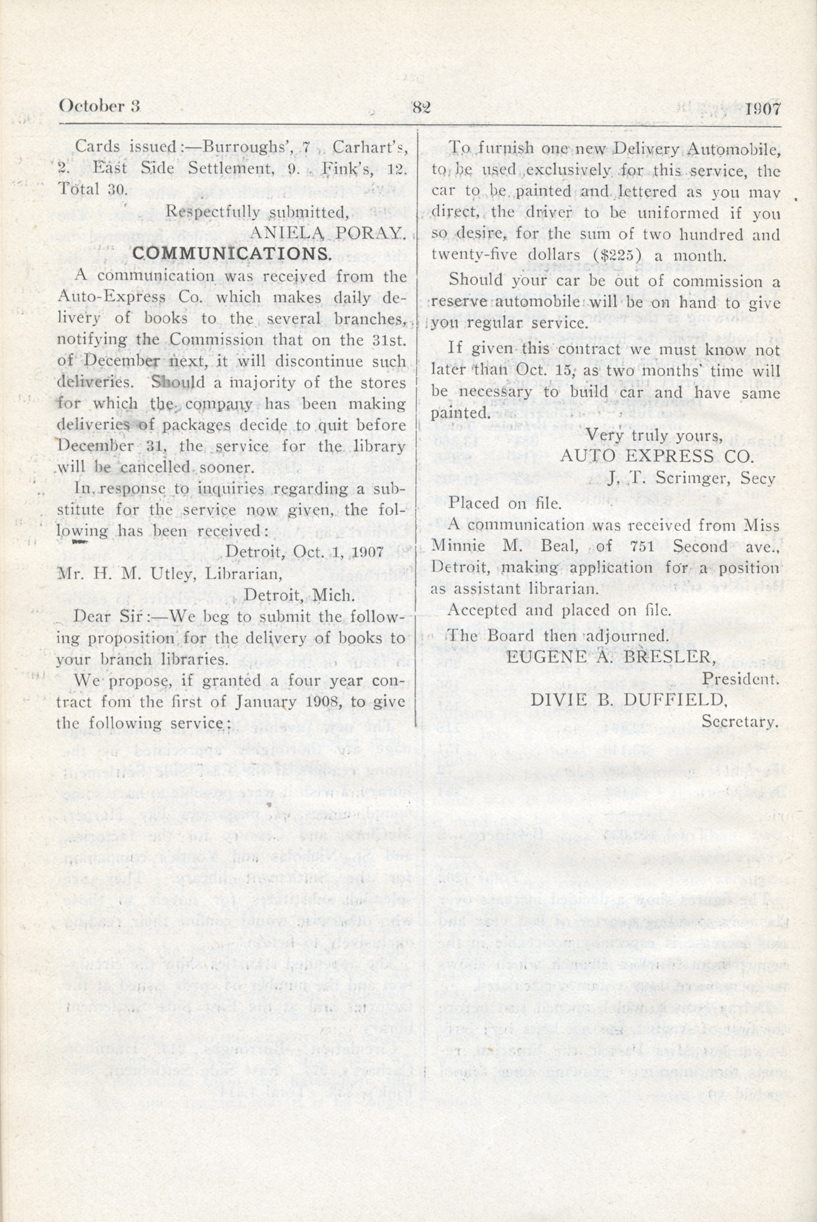 October 3 82 1907
Cards issued:—Burroughs', 7 Carhart's,
2. East Side Settlement, 9. Fink's, 12.
Total 30.
Respectfully submitted,
ANIELA PORAY.
COMMUNICATIONS.
A communication was received from the
Auto-Express Co. which makes daily de-
livery of books to the several branches,
notifying the Commission that on the 31st.
of December next, it will discontinue such
deliveries. Should a majority of the stores
for which the company has been making
deliveries of packages decide to quit before
December 31, the service for the library
will be cancelled sooner.
In response to inquiries regarding a sub-
stitute for the service now given, the fol-
lowing has been received:
Detroit, Oct. 1, 1907
Mr. H. M. Utley, Librarian,
Detroit, Mich.
Dear Sir:—We beg to submit the follow-
ing proposition for the delivery of books to
your branch libraries.
We propose, if granted a four year con-
tract fom the first of January 1908, to give
the following service:
To furnish one new Delivery Automobile,
to be used exclusively for this service, the
car to be painted and lettered as you may
direct, the driver to be uniformed if you
so desire, for the sum of two hundred and
twenty-five dollars ($225) a month.
Should your car be out of commission a
reserve automobile will be on hand to give
you regular service.
If given this contract we must know not
later than Oct. 15, as two months' time will
be necessary to build car and have same
painted.
Very truly yours,
AUTO EXPRESS CO.
J. T. Scrimger, Secy
Placed on file.
A communication was received from Miss
Minnie M. Beal, of 751 Second ave.,
Detroit, making application for a position
as assistant librarian.
Accepted and placed on file.
The Board then adjourned.
EUGENE A. BRESLER,
President.
DIVIE B. DUFFIELD,
Secretary.